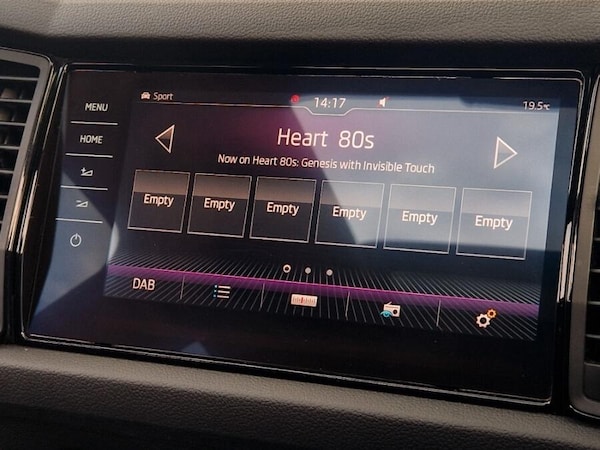 MENU
HOME
Sport
14:17
19.5°C
Heart 80s
Now on Heart 80s: Genesis with Invisible Touch
Empty Empty Empty Empty Empty Empty
DAB